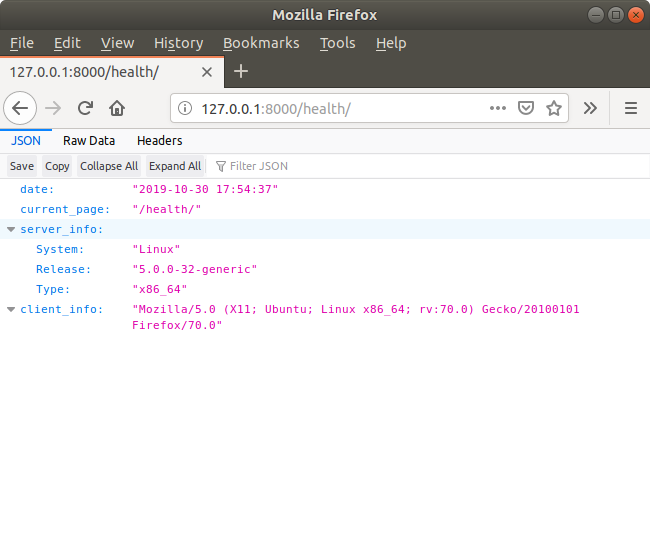 Mozilla Firefox
File Edit View History Bookmarks Tools Help
127.0.0.1:8000/health/
127.0.0.1:8000/health/
JSON Raw Data Headers
Save Copy Collapse All Expand All Filter JSON
date: "2019-10-30 17:54:37"
current_page: "/health/"
server_info:
System: "Linux"
Release: "5.0.0-32-generic"
Type: "x86_64"
client_info: "Mozilla/5.0 (X11; Ubuntu; Linux x86_64; rv:70.0) Gecko/20100101
Firefox/70.0"